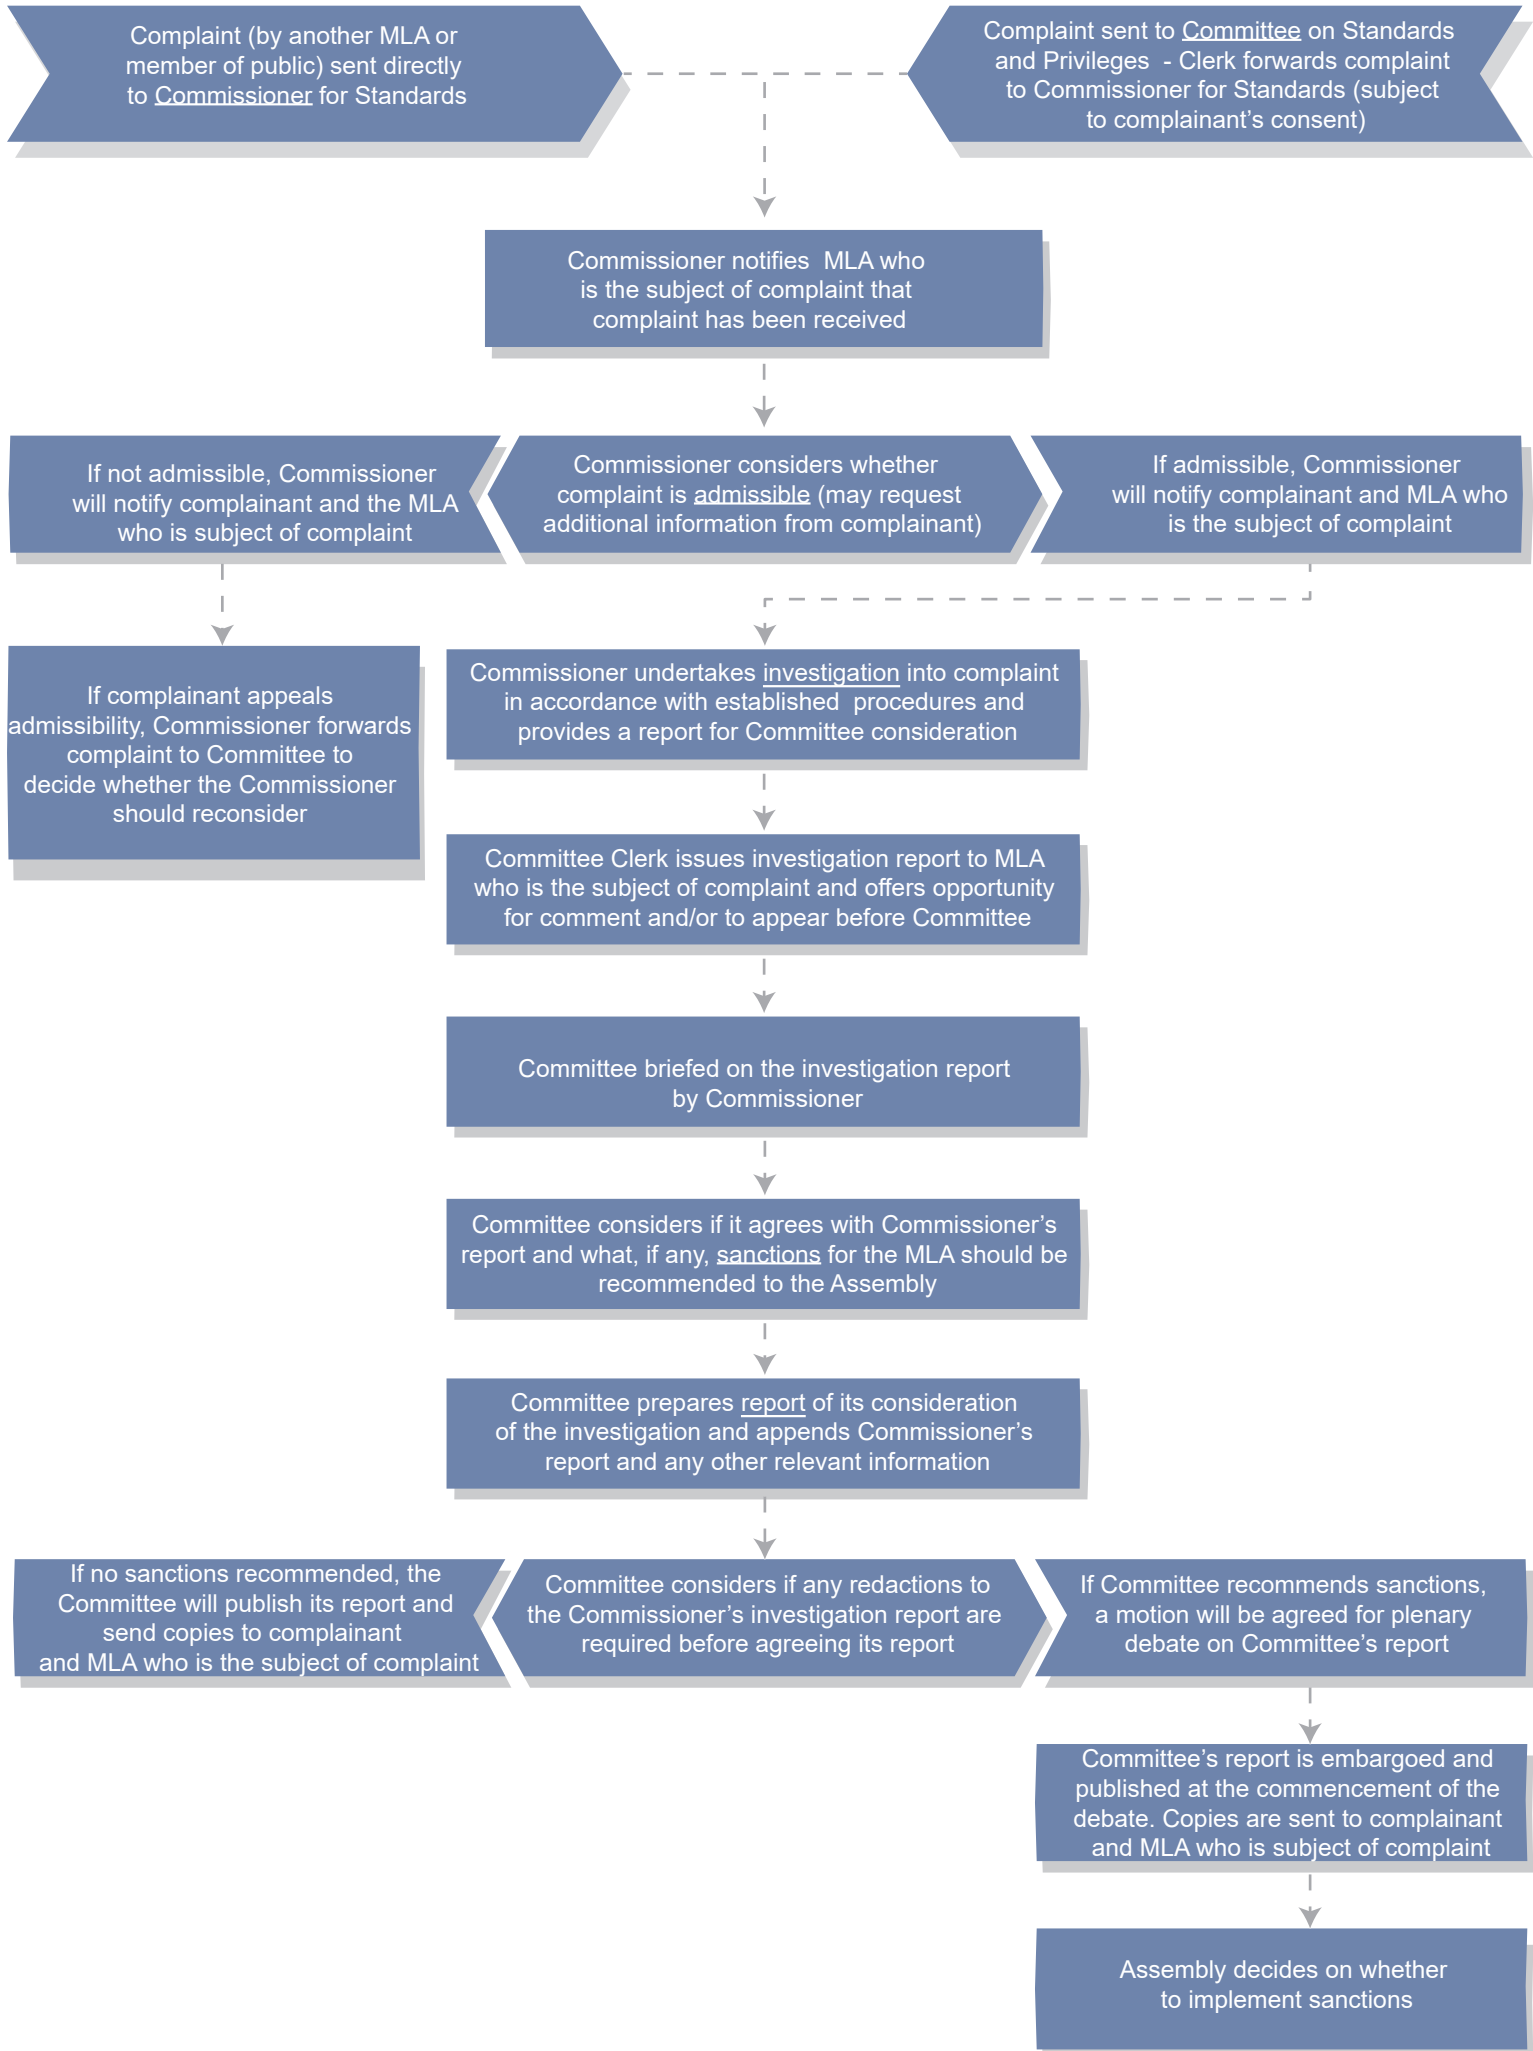 Complaint (by another MLA or
member of public) sent directly
to Commissioner for Standards
Complaint sent to Committee on Standards
and Privileges  - Clerk forwards complaint
to Commissioner for Standards (subject
to complainant’s consent)
Commissioner notifies  MLA who
is the subject of complaint that
complaint has been received
If not admissible, Commissioner
will notify complainant and the MLA
who is subject of complaint
Commissioner considers whether
complaint is admissible (may request
additional information from complainant)
If admissible, Commissioner
will notify complainant and MLA who
is the subject of complaint
If complainant appeals
admissibility, Commissioner forwards
complaint to Committee to
decide whether the Commissioner
should reconsider
Commissioner undertakes investigation into complaint
in accordance with established  procedures and
provides a report for Committee consideration
Committee Clerk issues investigation report to MLA
who is the subject of complaint and offers opportunity
for comment and/or to appear before Committee
Committee briefed on the investigation report
by Commissioner
Committee considers if it agrees with Commissioner’s
report and what, if any, sanctions for the MLA should be
recommended to the Assembly
Committee prepares report of its consideration
of the investigation and appends Commissioner’s
report and any other relevant information
If no sanctions recommended, the
Committee will publish its report and
send copies to complainant
and MLA who is the subject of complaint
Committee considers if any redactions to
the Commissioner’s investigation report are
required before agreeing its report
If Committee recommends sanctions,
a motion will be agreed for plenary
debate on Committee’s report
Committee’s report is embargoed and
published at the commencement of the
debate. Copies are sent to complainant
and MLA who is subject of complaint
Assembly decides on whether
to implement sanctions